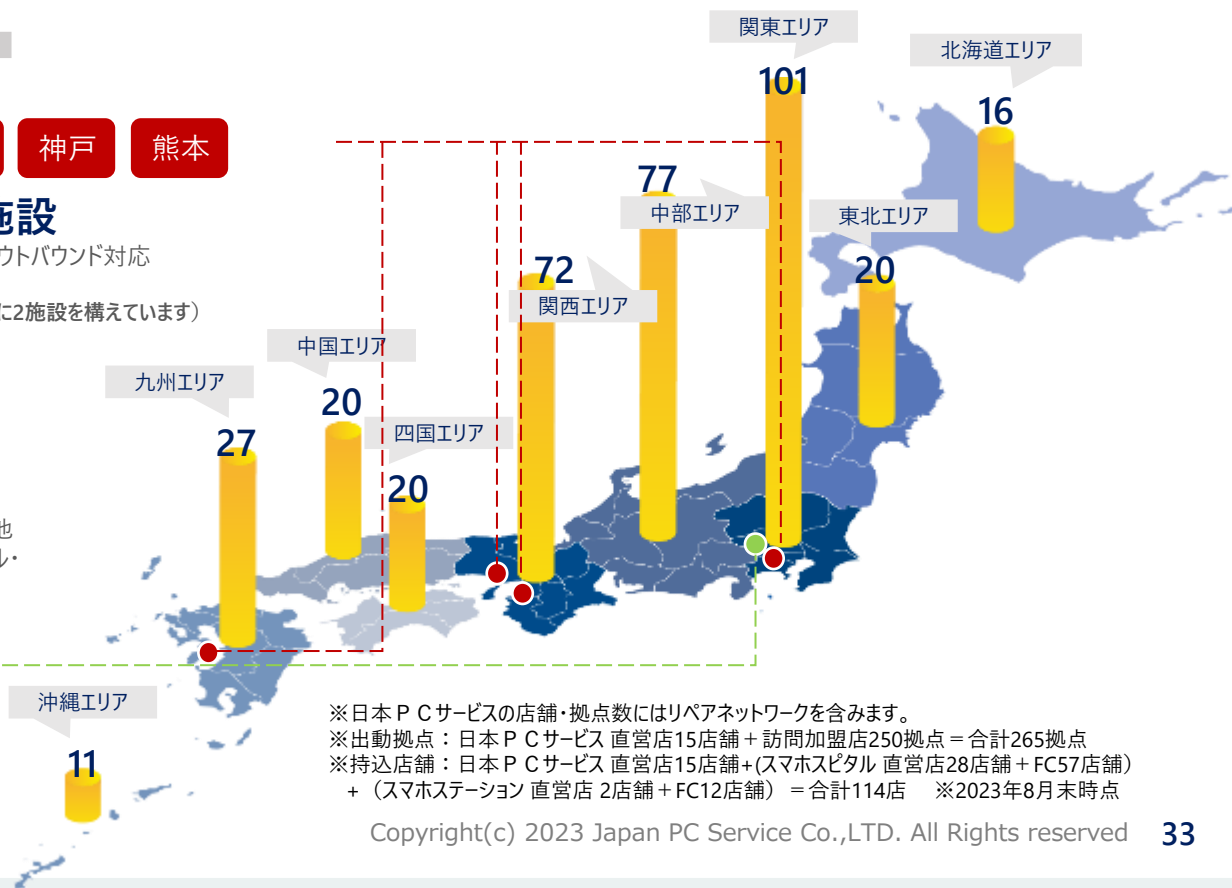 関東エリア
101
北海道エリア
16
神戸
熊本
77
中部エリア
東北エリア
20
施設
ウトバウンド対応
72
関西エリア
に2施設を構えています）
中国エリア
20
九州エリア
27
四国エリア
20
他
ル・
沖縄エリア
11
※日本ＰＣサービスの店舗・拠点数にはリペアネットワークを含みます。
※出動拠点：日本ＰＣサービス 直営店15店舗＋訪問加盟店250拠点＝合計265拠点
※持込店舗：日本ＰＣサービス 直営店15店舗+(スマホスピタル 直営店28店舗＋FC57店舗)
+（スマホステーション 直営店 2店舗＋FC12店舗）＝合計114店　※2023年8月末時点
Copyright(c) 2023 Japan PC Service Co.,LTD. All Rights reserved 33